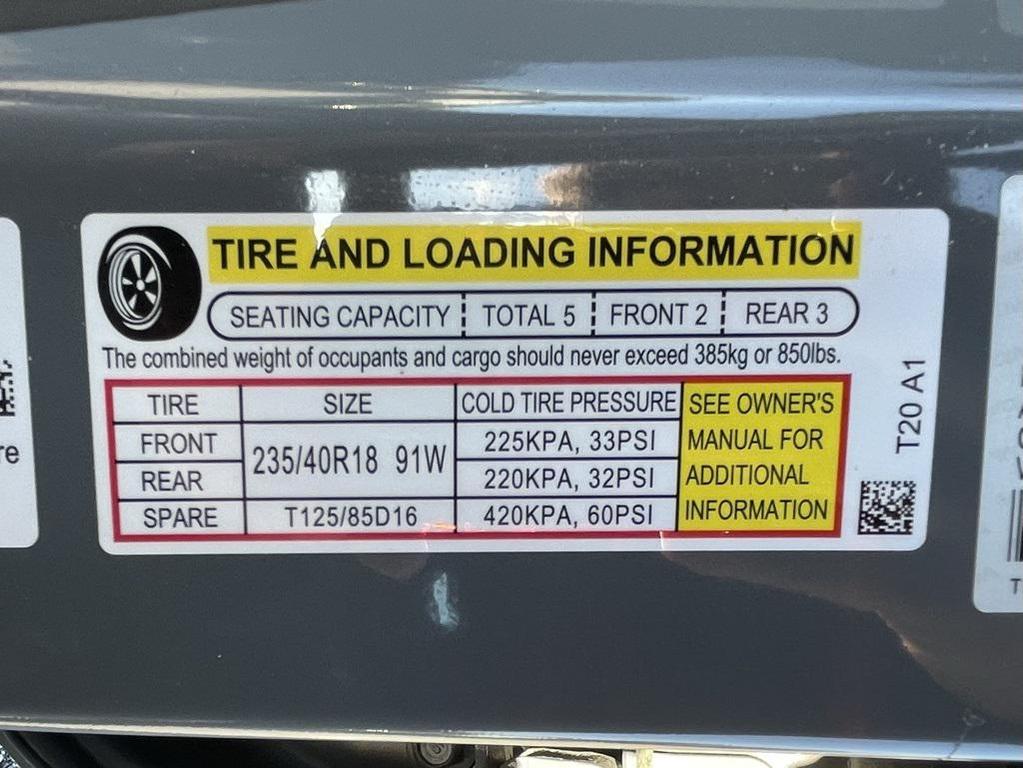 TIRE AND LOADING INFORMATION
SEATING CAPACITY TOTAL 5 FRONT 2 REAR 3
The combined weight of occupants and cargo should never exceed 385kg or 850lbs.
TIRE SIZE COLD TIRE PRESSURE
FRONT 235/40R18 91W 225KPA, 33PSI
REAR 220KPA, 32PSI
SPARE T125/85D16 420KPA, 60PSI
SEE OWNER'S
MANUAL FOR
ADDITIONAL
INFORMATION
T20 A1